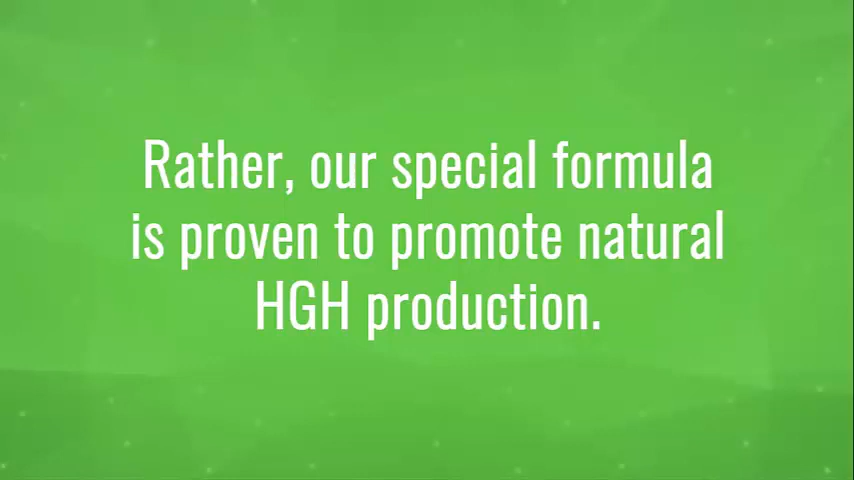 Rather, our special formula
is proven to promote natural
HGH production.